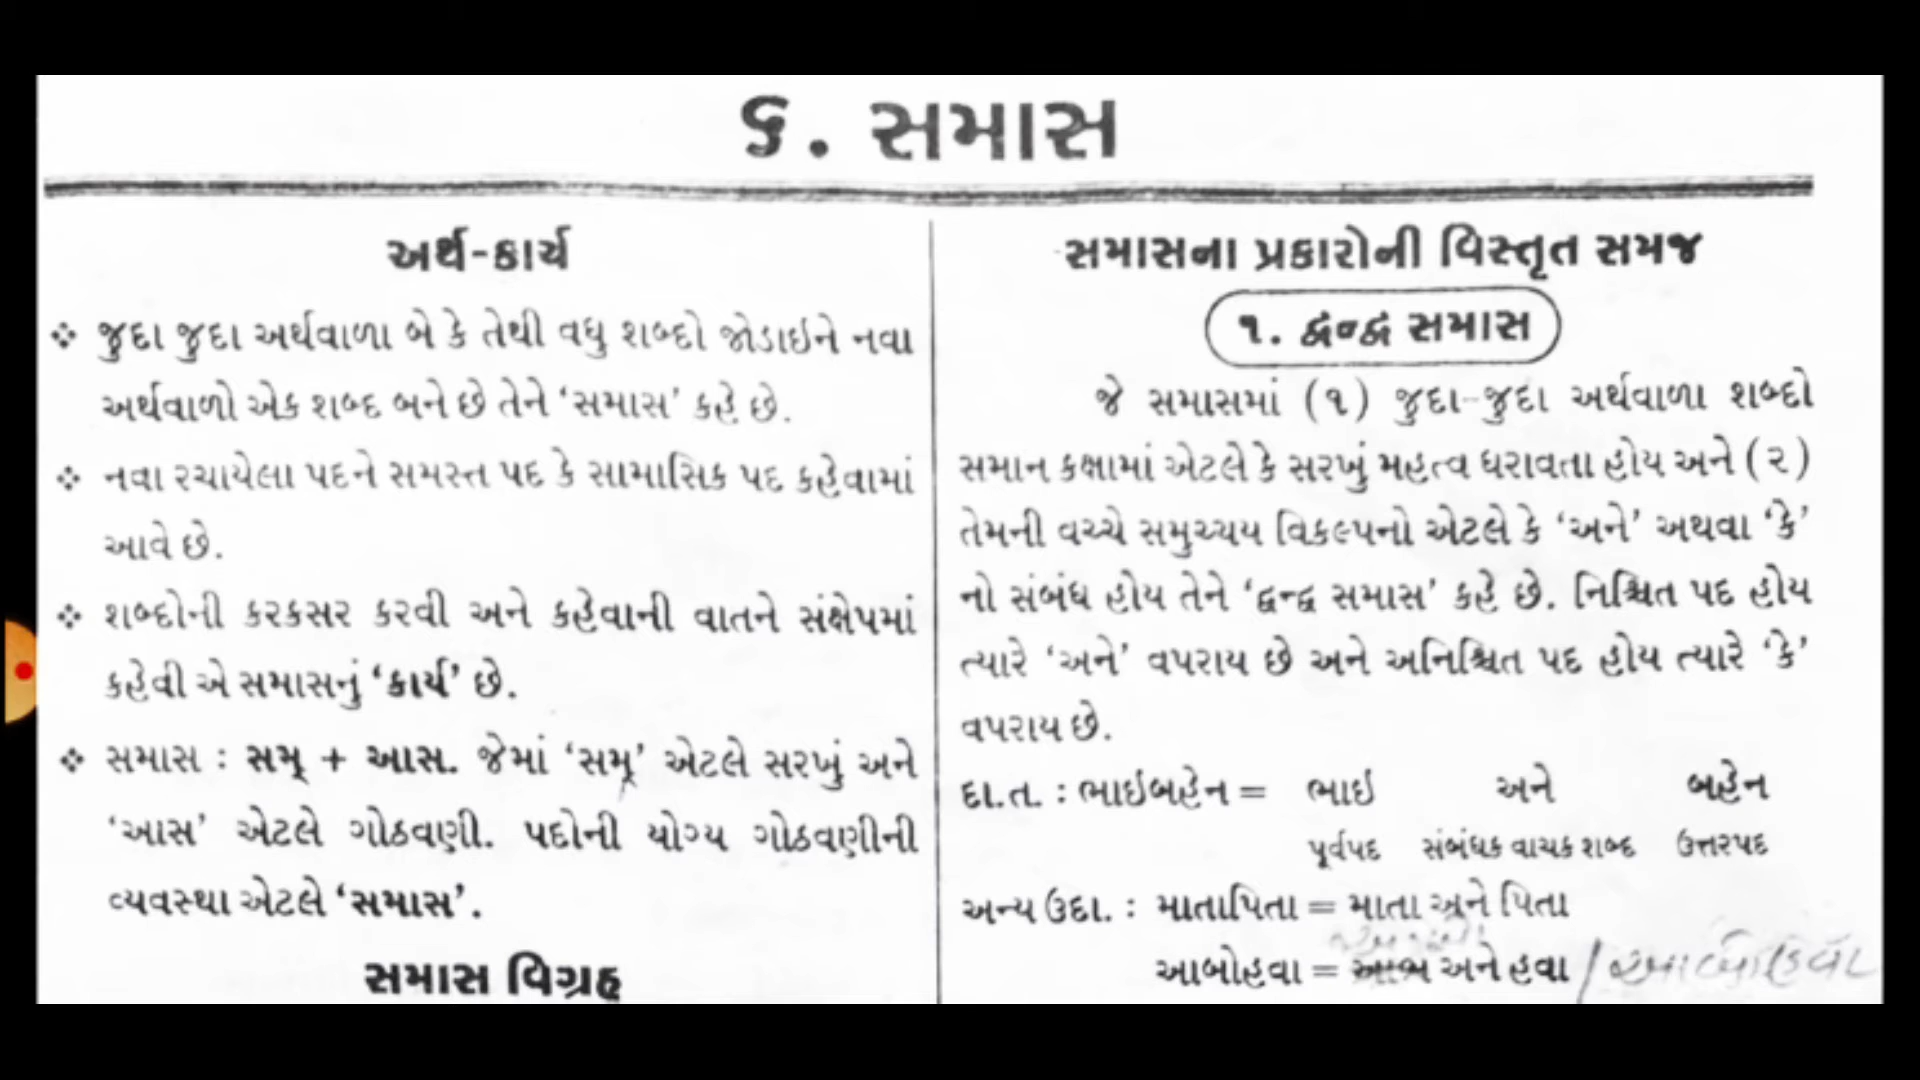 ૬. સમાસ
અર્થ-કાર્ય
❖ જુદા જુદા અર્થવાળા બે કે તેથી વધુ શબ્દો જોડાઇને નવા
અર્થવાળો એક શબ્દ બને છે તેને ‘સમાસ’ કહે છે.
❖ નવા રચાયેલા પદને સમસ્ત પદ કે સામાસિક પદ કહેવામાં
આવે છે.
❖ શબ્દોની કરકસર કરવી અને કહેવાની વાતને સંક્ષેપમાં
કહેવી એ સમાસનું ‘કાર્ય’ છે.
❖ સમાસ : સમ્ + આસ. જેમાં ‘સમ્’ એટલે સરખું અને
‘આસ’ એટલે ગોઠવણી. પદોની યોગ્ય ગોઠવણીની
વ્યવસ્થા એટલે ‘સમાસ’.
સમાસ વિગ્રહ
સમાસના પ્રકારોની વિસ્તૃત સમજ
૧. દ્વન્દ્વ સમાસ
જે સમાસમાં (૧) જુદા-જુદા અર્થવાળા શબ્દો
સમાન કક્ષામાં એટલે કે સરખું મહત્વ ધરાવતા હોય અને (૨)
તેમની વચ્ચે સમુચ્ચય વિકલ્પનો એટલે કે ‘અને’ અથવા ‘કે’
નો સંબંધ હોય તેને ‘દ્વન્દ્વ સમાસ’ કહે છે. નિશ્ચિત પદ હોય
ત્યારે ‘અને’ વપરાય છે અને અનિશ્ચિત પદ હોય ત્યારે ‘કે’
વપરાય છે.
દા.ત. : ભાઇબહેન = ભાઇ અને બહેન
પૂર્વપદ સંબંધક વાચક શબ્દ ઉત્તરપદ
અન્ય ઉદા. : માતાપિતા = માતા અને પિતા
આબોહવા = આબ અને હવા